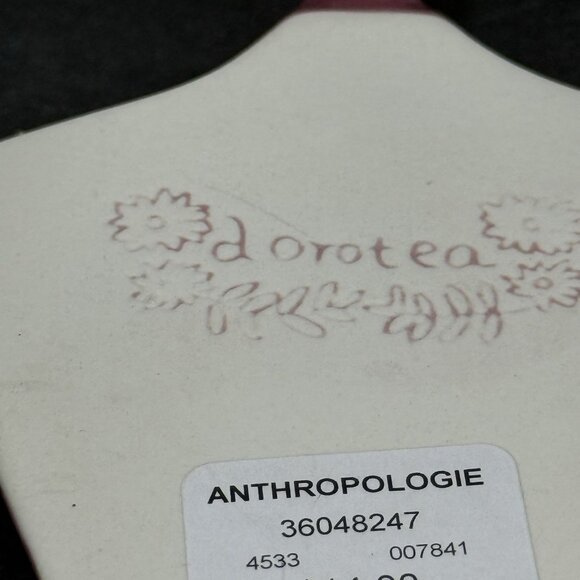 dorotea
ANTHROPOLOGIE
36048247
4533 007841